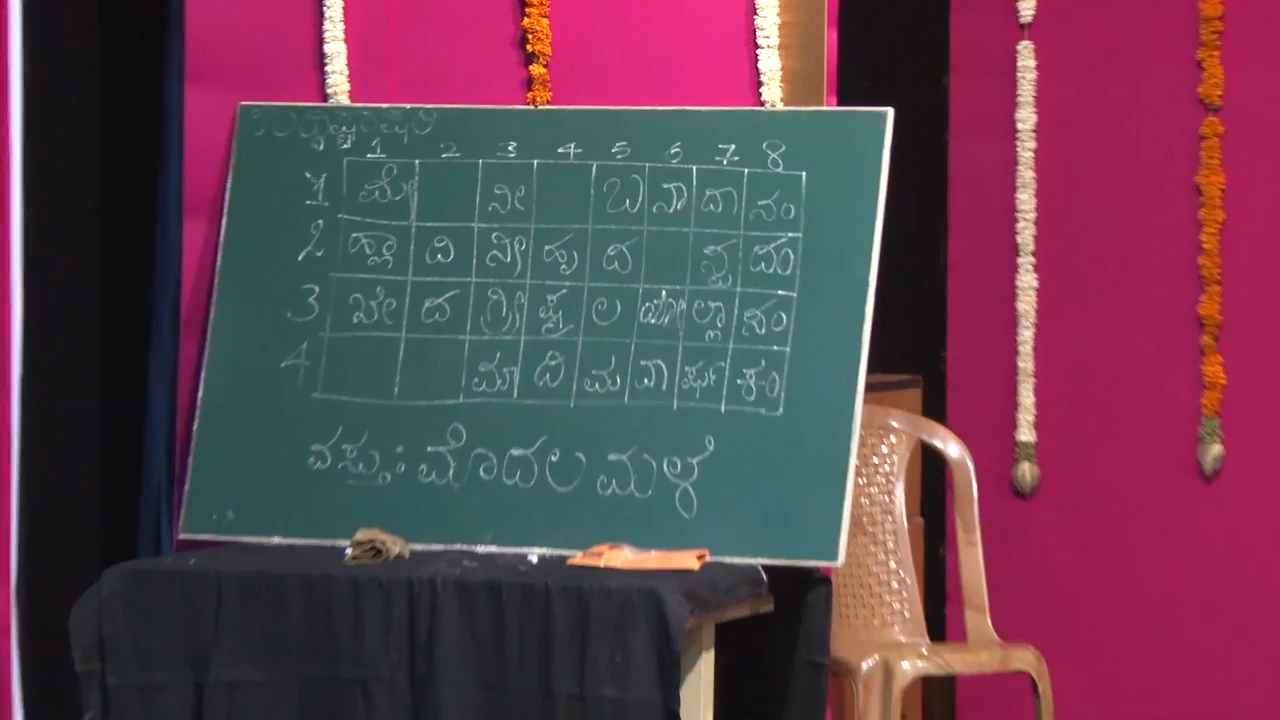 1 2 3 4 5 6 7 8
1 ಮೇ ನೀ ಬ ನಾ ದಾ ನಂ
2 ಹ್ಲಾ ದಿ ನೀ ಹೃ ದಿ ದಂ
3 ಖೇ ದ ಗ್ರೀ ಷ್ಮ ಲ ಯೋ ಲ್ಲಾ ಸಂ
4 ಮಾ ದಿ ಮ ವಾ ರ್ಷ ಕಂ
ವಸ್ತು: ಮೊದಲ ಮಳೆ